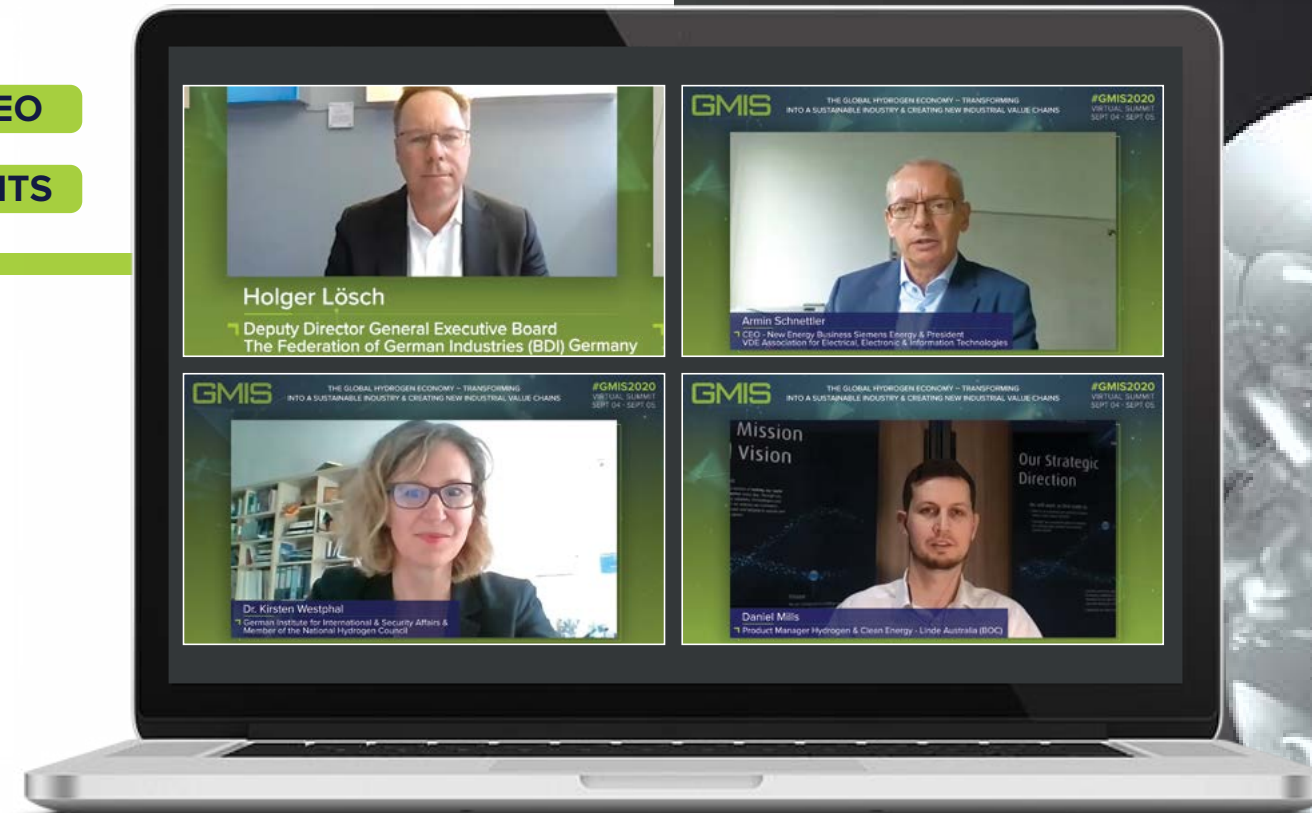 EO
ITS
Holger Lösch
Deputy Director General Executive Board
The Federation of German Industries (BDI) Germany
GMIS
THE GLOBAL HYDROGEN ECONOMY – TRANSFORMING
INTO A SUSTAINABLE INDUSTRY & CREATING NEW INDUSTRIAL VALUE CHAINS
#GMIS2020
VIRTUAL SUMMIT
SEPT 04 - SEPT 05
Armin Schnettler
CEO - New Energy Business Siemens Energy & President
VDE Association for Electrical, Electronic & Information Technologies
GMIS
THE GLOBAL HYDROGEN ECONOMY – TRANSFORMING
INTO A SUSTAINABLE INDUSTRY & CREATING NEW INDUSTRIAL VALUE CHAINS
#GMIS2020
VIRTUAL SUMMIT
SEPT 04 - SEPT 05
Dr. Kirsten Westphal
German Institute for International & Security Affairs &
Member of the National Hydrogen Council
GMIS
THE GLOBAL HYDROGEN ECONOMY – TRANSFORMING
INTO A SUSTAINABLE INDUSTRY & CREATING NEW INDUSTRIAL VALUE CHAINS
#GMIS2020
VIRTUAL SUMMIT
SEPT 04 - SEPT 05
Mission
Vision
Our Strategic
Direction
Daniel Mills
Product Manager Hydrogen & Clean Energy - Linde Australia (BOC)